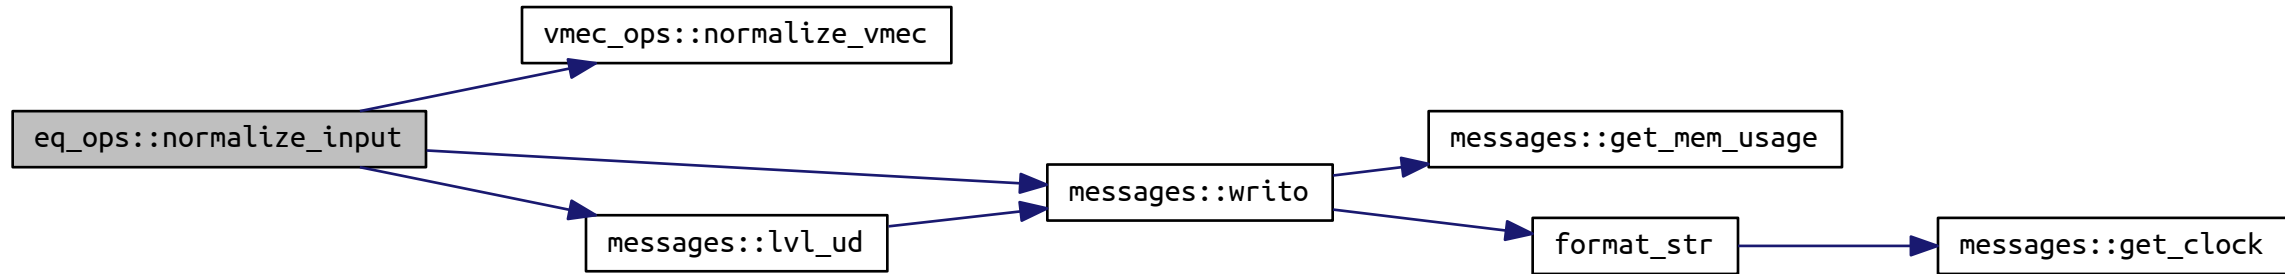 eq_ops::normalize_input
vmec_ops::normalize_vmec
messages::lvl_ud
messages::writo
messages::get_mem_usage
format_str
messages::get_clock